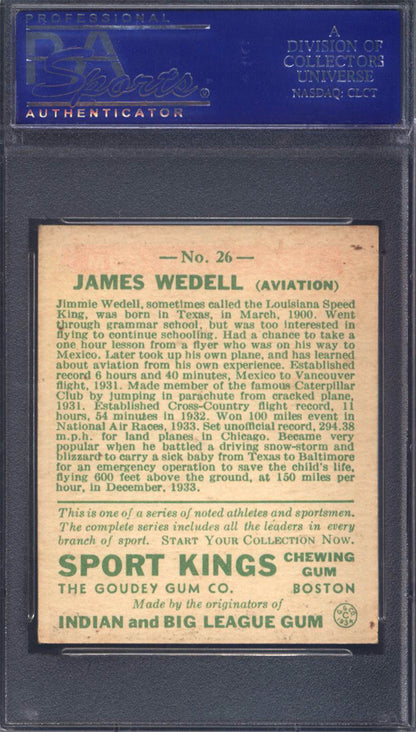 PROFESSIONAL
PSA
Sports
AUTHENTICATOR
A
DIVISION OF
COLLECTORS
UNIVERSE
NASDAQ: CLCT
— No. 26 —
JAMES WEDELL (AVIATION)
Jimmie Wedell, sometimes called the Louisiana Speed
King, was born in Texas, in March, 1900. Went
through grammar school, but was too interested in
flying to continue schooling. Had a chance to take a
one hour lesson from a flyer who was on his way to
Mexico. Later took up his own plane, and has learned
about aviation from his own experience. Established
record 6 hours and 40 minutes, Mexico to Vancouver
flight, 1931. Made member of the famous Caterpillar
Club by jumping in parachute from cracked plane,
1931. Established Cross-Country flight record, 11
hours, 54 minutes in 1932. Won 100 miles event in
National Air Races, 1933. Set unofficial record, 294.38
m.p.h. for land planes in Chicago. Became very
popular when he battled a driving snow-storm and
blizzard to carry a sick baby from Texas to Baltimore
for an emergency operation to save the child's life,
flying 600 feet above the ground, at 150 miles per
hour, in December, 1933.
This is one of a series of noted athletes and sportsmen.
The complete series includes all the leaders in every
branch of sport. START YOUR COLLECTION NOW.
SPORT KINGS CHEWING GUM
THE GOUDEY GUM CO. BOSTON
Made by the originators of
INDIAN and BIG LEAGUE GUM